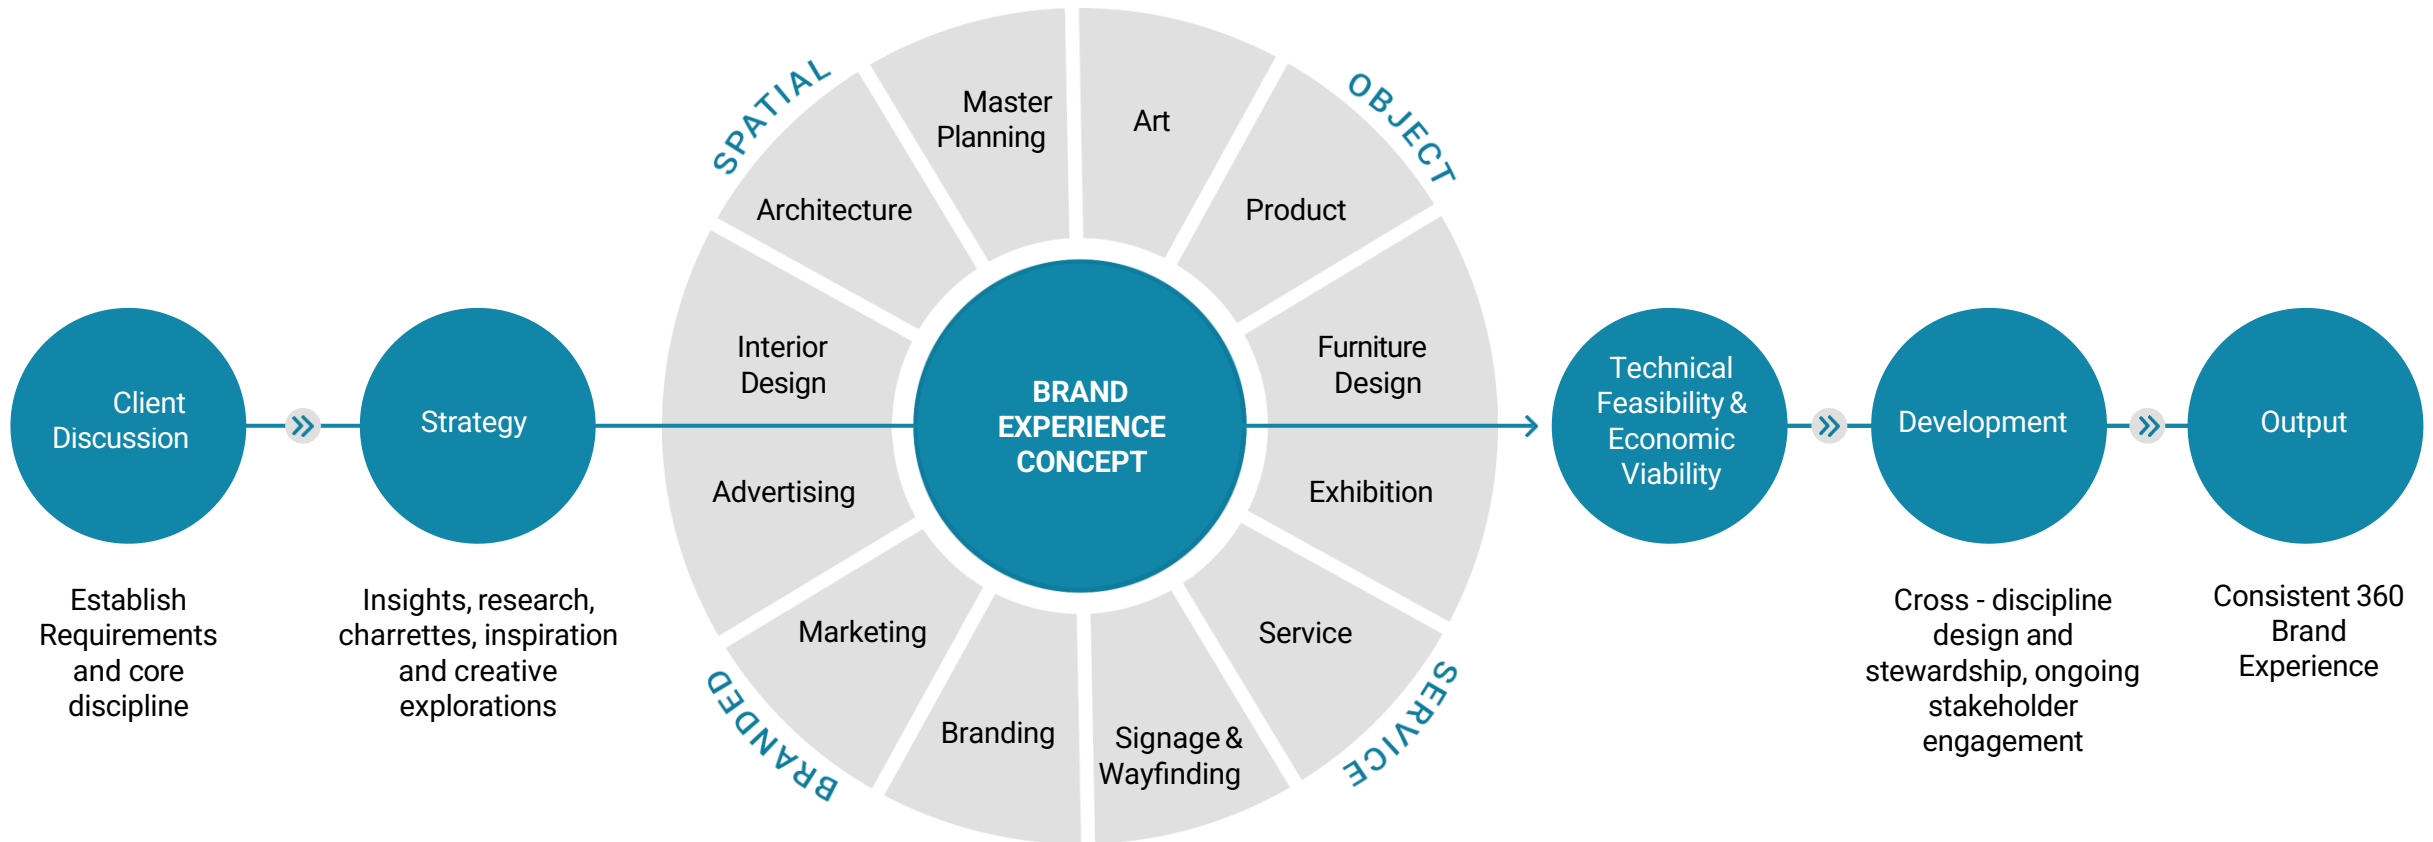 Client
Discussion
Establish
Requirements
and core
discipline
Strategy
Insights, research,
charrettes, inspiration
and creative
explorations
SPATIAL
Master
Planning
Architecture
Interior
Design
OBJECT
Art
Product
Furniture
Design
BRAND
EXPERIENCE
CONCEPT
BRANDED
Advertising
Marketing
Branding
SERVICE
Exhibition
Service
Signage &
Wayfinding
Technical
Feasibility &
Economic
Viability
Development
Cross - discipline
design and
stewardship, ongoing
stakeholder
engagement
Output
Consistent 360
Brand
Experience